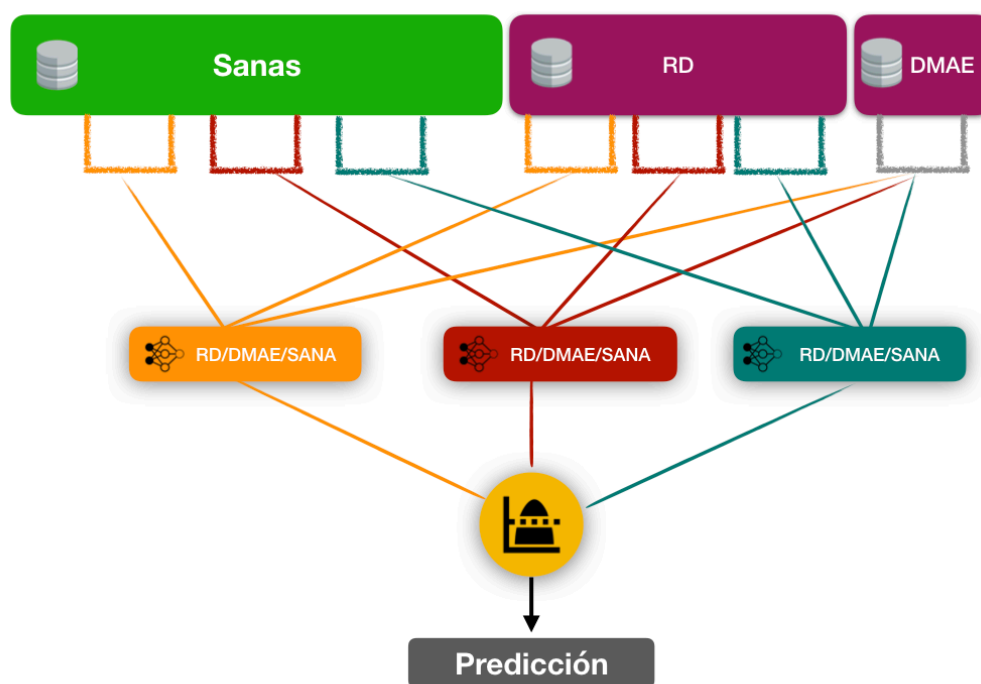 Sanas
RD
DMAE
RD/DMAE/SANA
RD/DMAE/SANA
RD/DMAE/SANA
Predicción